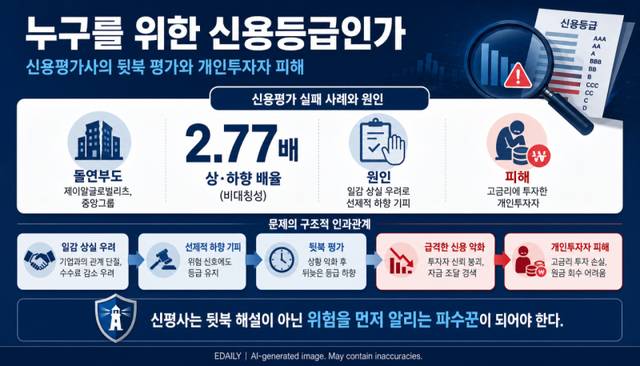 누구를 위한 신용등급인가
신용평가사의 뒷북 평가와 개인투자자 피해
신용등급
AAA
AA
A
BBB
BB
B
CCC
CC
C
D
신용평가 실패 사례와 원인
돌연부도
제이알글로벌리츠,
중앙그룹
2.77배
상·하향 배율
(비대칭성)
원인
일감 상실 우려로
선제적 하향 기피
피해
고금리에 투자한
개인투자자
문제의 구조적 인과관계
일감 상실 우려
기업과의 관계 단절,
수수료 감소 우려
선제적 하향 기피
위험 신호에도
등급 유지
뒷북 평가
상황 악화 후
뒤늦은 등급 하향
급격한 신용 악화
투자자 신뢰 붕괴,
자금 조달 경색
개인투자자 피해
고금리 투자 손실,
원금 회수 어려움
신평사는 뒷북 해설이 아닌 위험을 먼저 알리는 파수꾼이 되어야 한다.
EDAILY | AI-generated image. May contain inaccuracies.